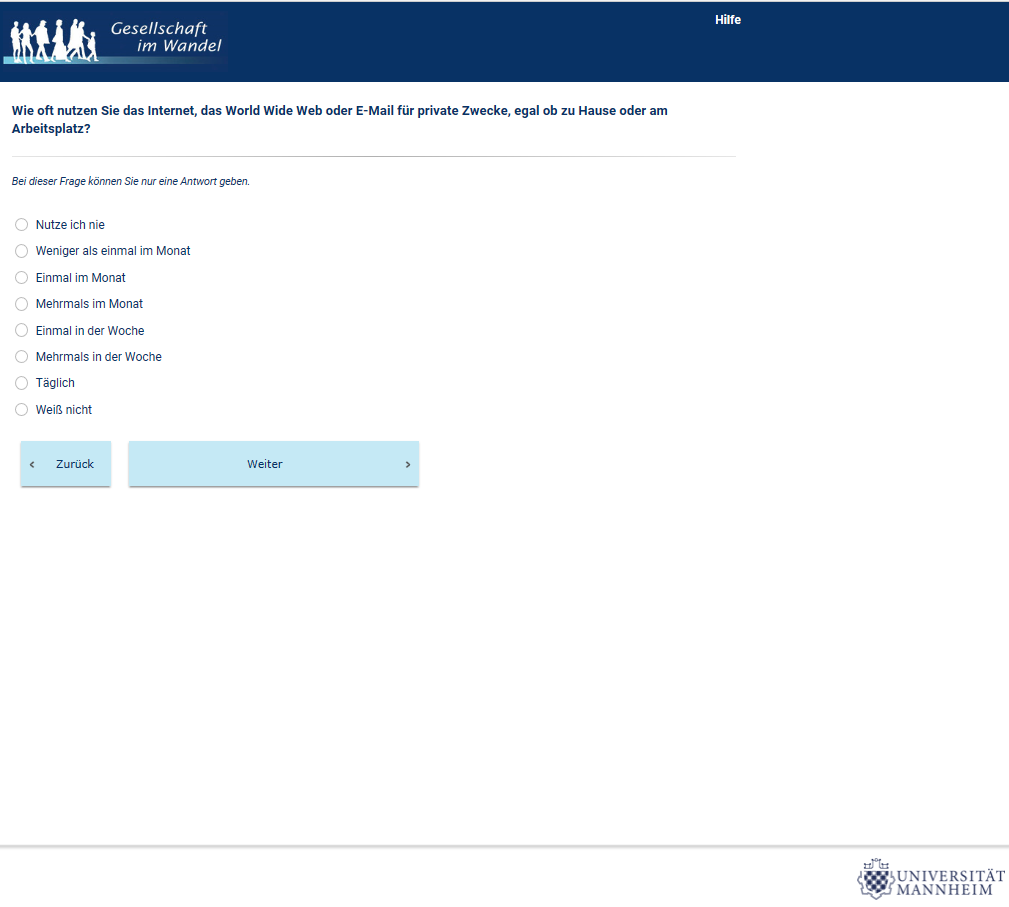 Gesellschaft
im Wandel
Hilfe
Wie oft nutzen Sie das Internet, das World Wide Web oder E-Mail für private Zwecke, egal ob zu Hause oder am
Arbeitsplatz?
Bei dieser Frage können Sie nur eine Antwort geben.
Nutze ich nie
Weniger als einmal im Monat
Einmal im Monat
Mehrmals im Monat
Einmal in der Woche
Mehrmals in der Woche
Täglich
Weiß nicht
‹ Zurück
Weiter ›
UNIVERSITÄT
MANNHEIM